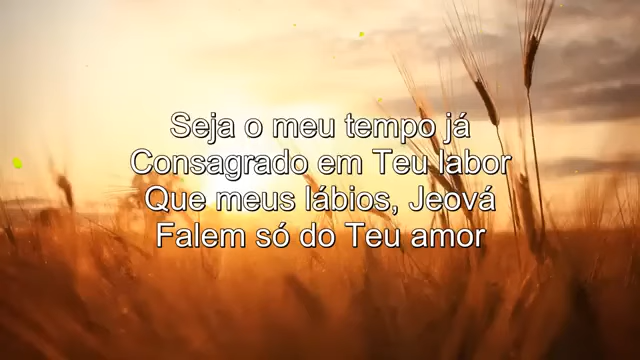 Seja o meu tempo já
Consagrado em Teu labor
Que meus lábios, Jeová
Falem só do Teu amor